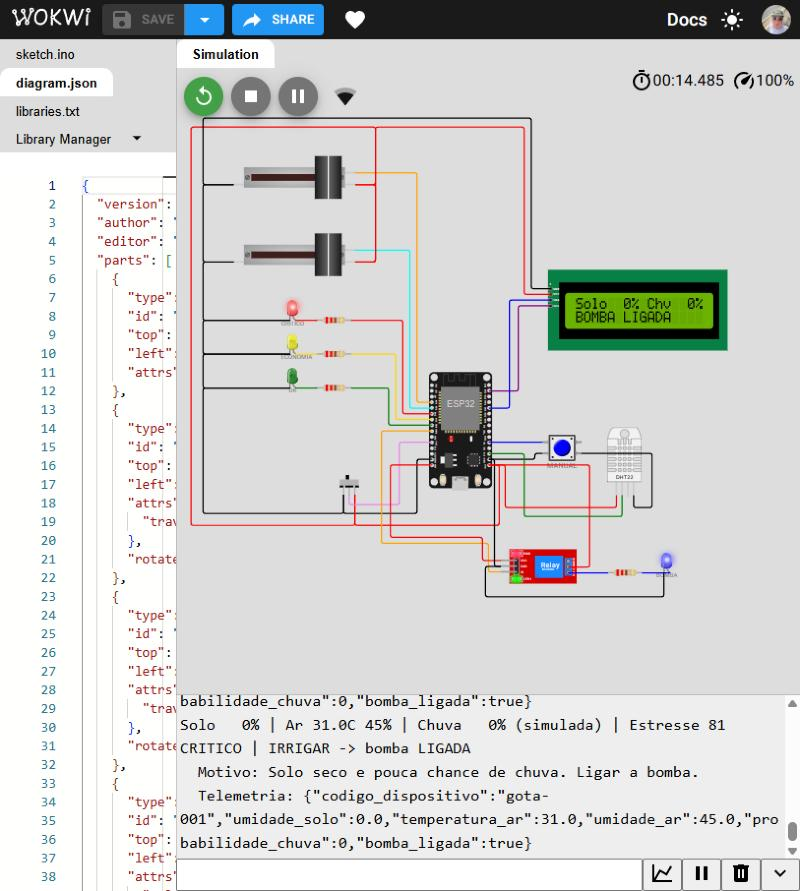 WOKWI
SAVE
SHARE
Docs
sketch.ino
diagram.json
libraries.txt
Library Manager
Simulation
00:14.485
100%
1 {
2 "version":
3 "author": "
4 "editor": "
5 "parts": [
6 {
7 "type"
8 "id": "
9 "top":
10 "left":
11 "attrs"
12 },
13 {
14 "type":
15 "id": "
16 "top":
17 "left":
18 "attrs"
19 "trav
20 },
21 "rotate
22 },
23 {
24 "type":
25 "id": "
26 "top":
27 "left":
28 "attrs"
29 "trav
30 },
31 "rotate
32 },
33 {
34 "type":
35 "id": "
36 "top":
37 "left":
38 "attrs"
Solo 0% Chv 0%
BOMBA LIGADA
ECONOMIA
ESP32
MANUAL
DHT22
Relay
BOMBA
babilidade_chuva":0,"bomba_ligada":true}
Solo 0% | Ar 31.0C 45% | Chuva 0% (simulada) | Estresse 81
CRITICO | IRRIGAR -> bomba LIGADA
Motivo: Solo seco e pouca chance de chuva. Ligar a bomba.
Telemetria: {"codigo_dispositivo":"gota-
001","umidade_solo":0.0,"temperatura_ar":31.0,"umidade_ar":45.0,"pro
babilidade_chuva":0,"bomba_ligada":true}